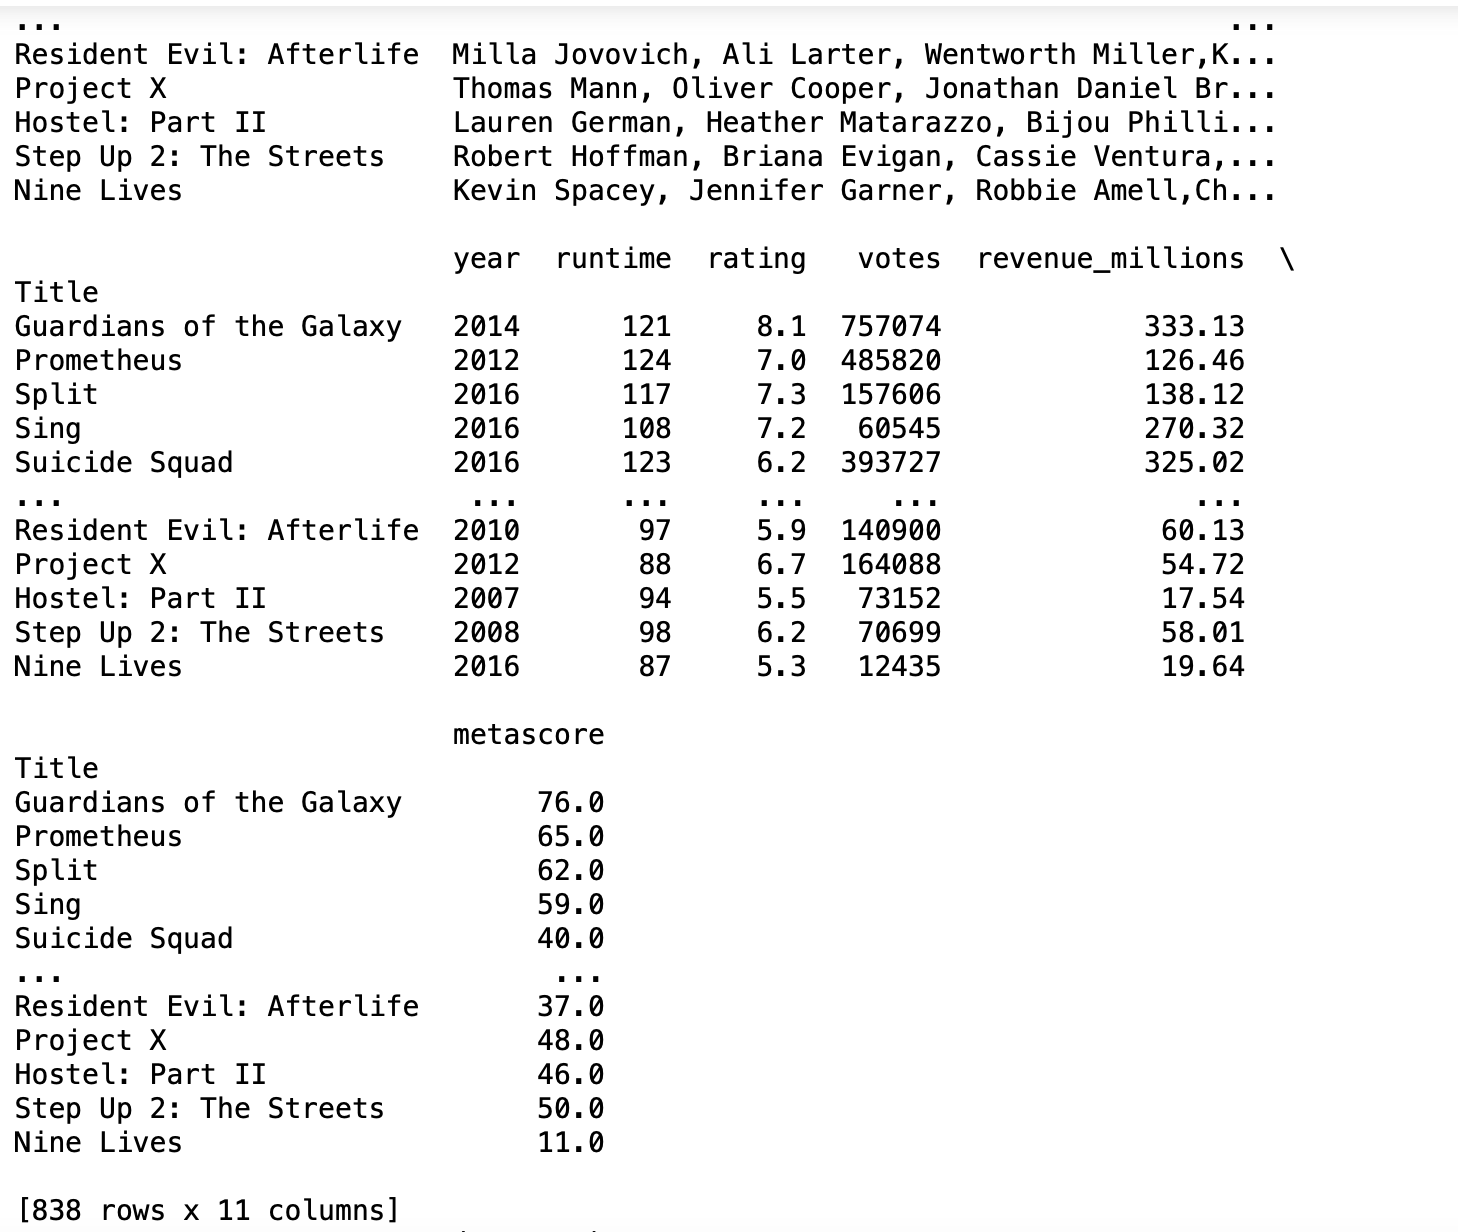 ...                                                                     ...
Resident Evil: Afterlife  Milla Jovovich, Ali Larter, Wentworth Miller,K...
Project X                 Thomas Mann, Oliver Cooper, Jonathan Daniel Br...
Hostel: Part II           Lauren German, Heather Matarazzo, Bijou Philli...
Step Up 2: The Streets    Robert Hoffman, Briana Evigan, Cassie Ventura,...
Nine Lives                Kevin Spacey, Jennifer Garner, Robbie Amell,Ch...
                          year  runtime  rating   votes  revenue_millions  \
Title
Guardians of the Galaxy   2014      121     8.1  757074            333.13
Prometheus                2012      124     7.0  485820            126.46
Split                     2016      117     7.3  157606            138.12
Sing                      2016      108     7.2   60545            270.32
Suicide Squad             2016      123     6.2  393727            325.02
...                        ...      ...     ...     ...               ...
Resident Evil: Afterlife  2010       97     5.9  140900             60.13
Project X                 2012       88     6.7  164088             54.72
Hostel: Part II           2007       94     5.5   73152             17.54
Step Up 2: The Streets    2008       98     6.2   70699             58.01
Nine Lives                2016       87     5.3   12435             19.64
                          metascore
Title
Guardians of the Galaxy        76.0
Prometheus                     65.0
Split                          62.0
Sing                           59.0
Suicide Squad                  40.0
...                             ...
Resident Evil: Afterlife       37.0
Project X                      48.0
Hostel: Part II                46.0
Step Up 2: The Streets         50.0
Nine Lives                     11.0
[838 rows x 11 columns]